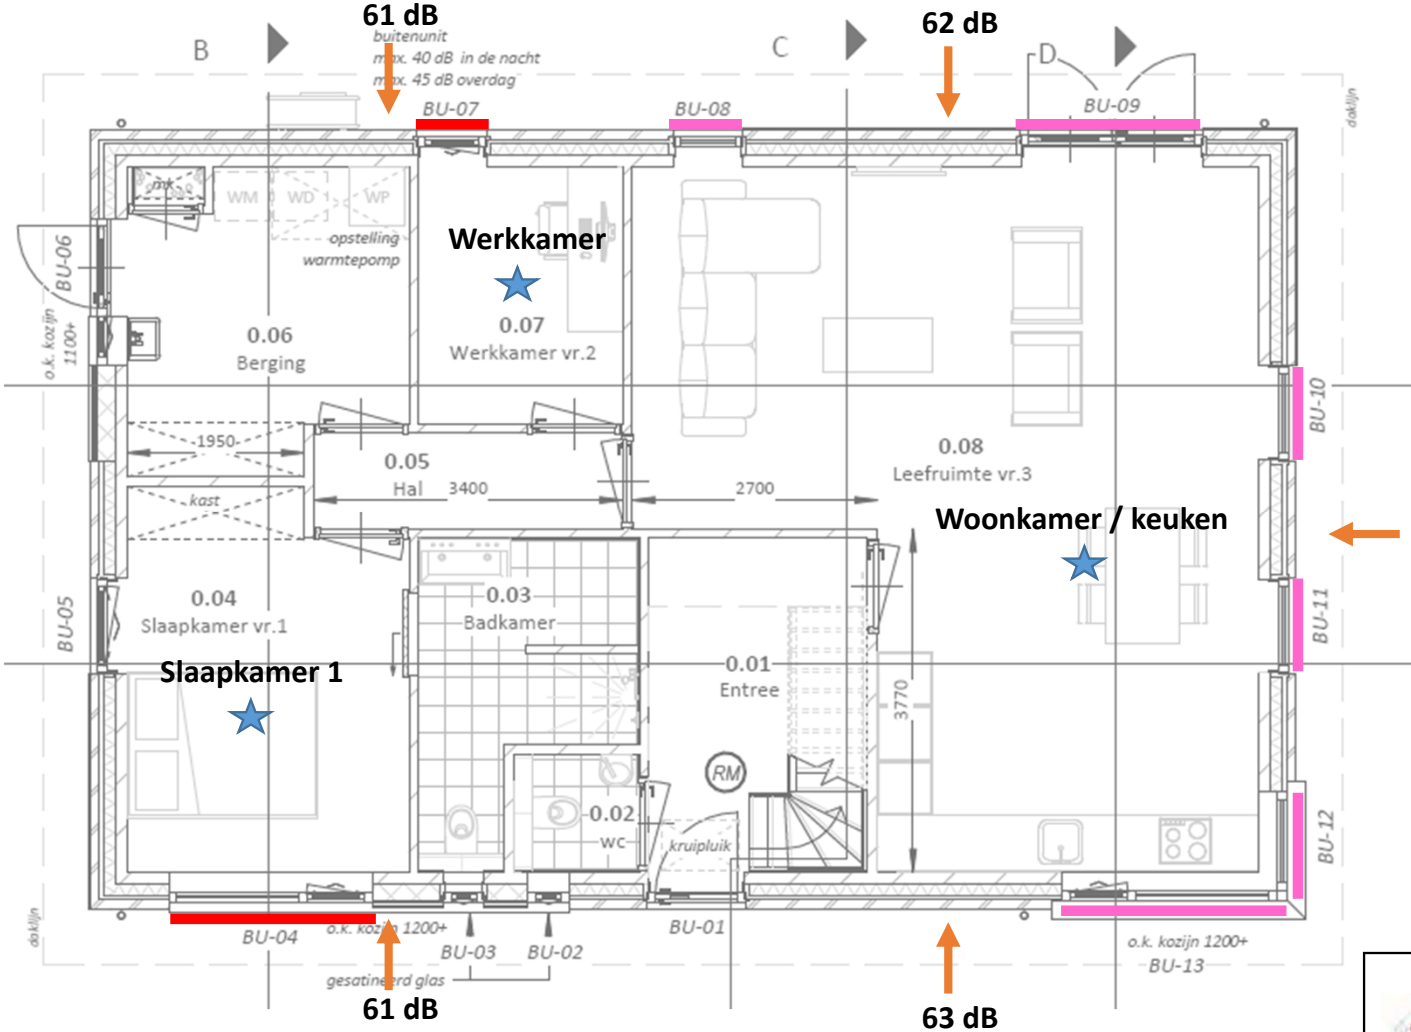 61 dB
62 dB
B
buitenunit
max. 40 dB in de nacht
max. 45 dB overdag
C
D
BU-07
BU-08
BU-09
daklijn
mk
WM
WD
WP
opstelling
warmtepomp
Werkkamer
0.07
Werkkamer vr.2
BU-06
o.k. kozijn
1100+
0.06
Berging
BU-10
1950
kast
0.05
Hal
3400
2700
0.08
Leefruimte vr.3
Woonkamer / keuken
BU-05
0.04
Slaapkamer vr.1
Slaapkamer 1
0.03
Badkamer
0.01
Entree
3770
BU-11
RM
0.02
wc
kruipluik
BU-12
daklijn
BU-04
o.k. kozijn 1200+
BU-03
BU-02
gesatineerd glas
BU-01
o.k. kozijn 1200+
BU-13
61 dB
63 dB